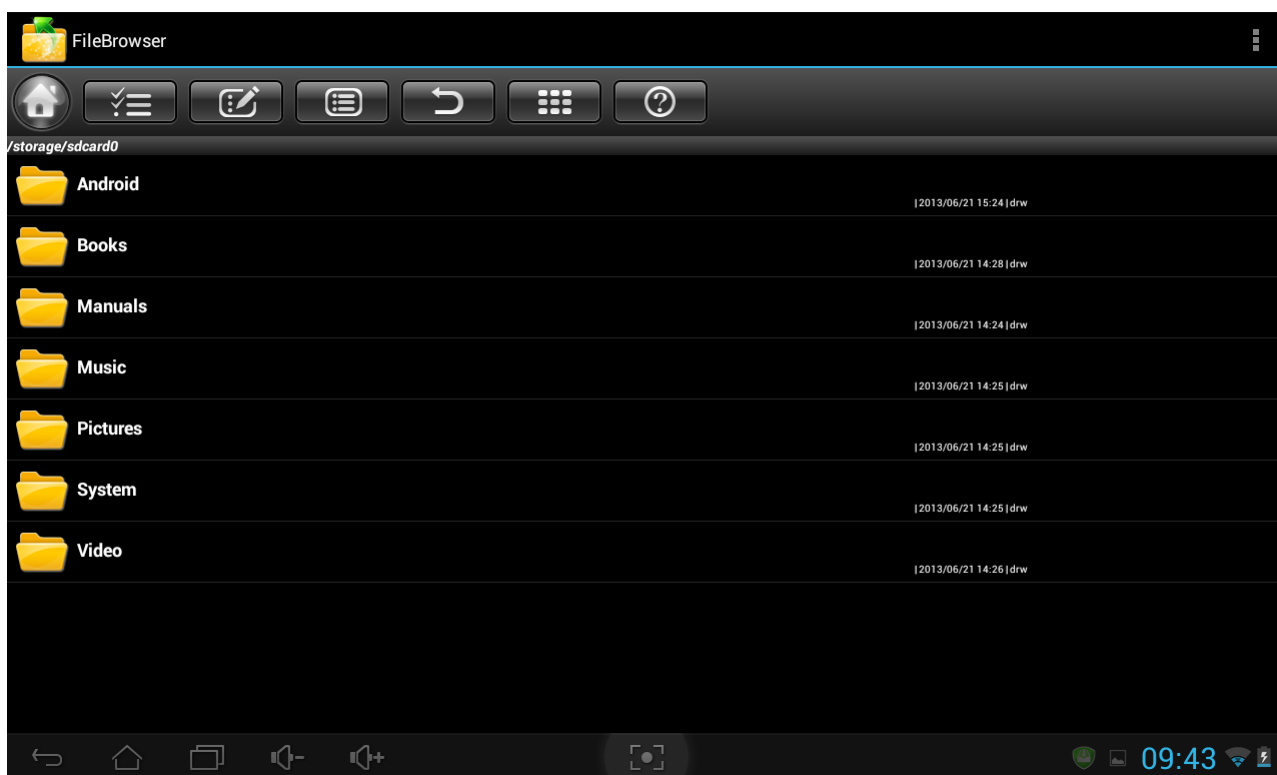 FileBrowser
/storage/sdcard0
Android
|2013/06/21 15:24|drw
Books
|2013/06/21 14:28|drw
Manuals
|2013/06/21 14:24|drw
Music
|2013/06/21 14:25|drw
Pictures
|2013/06/21 14:25|drw
System
|2013/06/21 14:25|drw
Video
|2013/06/21 14:26|drw
09:43